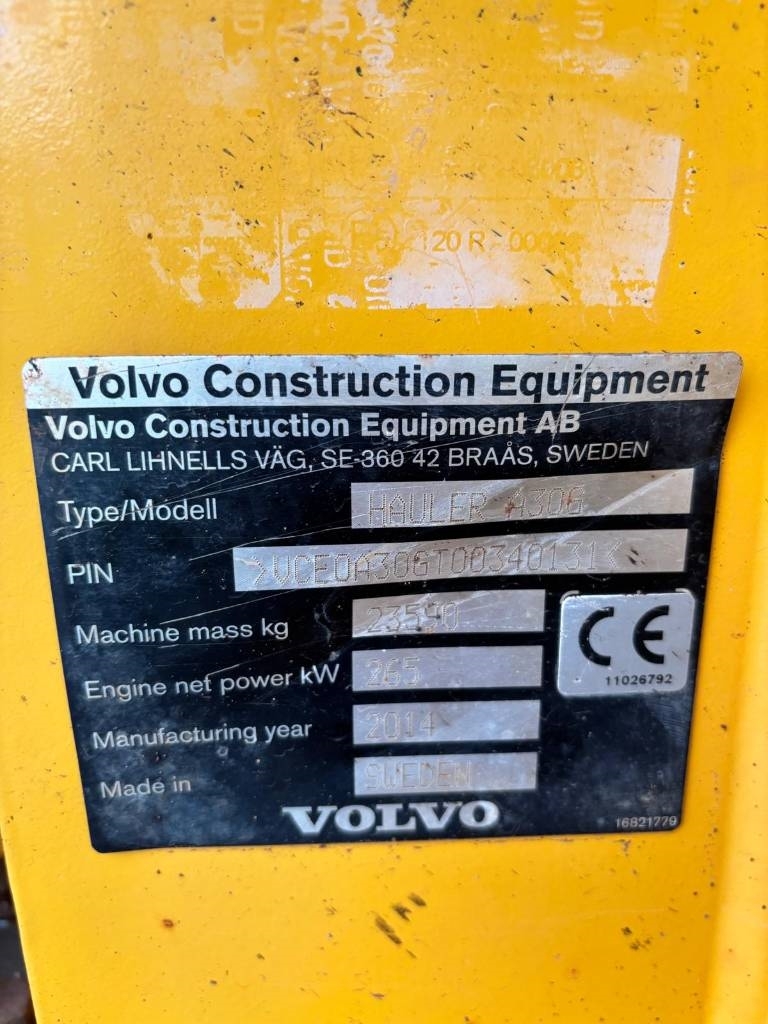 120 R - 000
Volvo Construction Equipment
Volvo Construction Equipment AB
CARL LIHNELLS VÄG, SE-360 42 BRAÅS, SWEDEN
Type/Modell HAULER A30G
PIN >VCE0A30GT00340131<
Machine mass kg 23590
CE
11026792
Engine net power kW 265
Manufacturing year 2014
Made in SWEDEN
VOLVO
16821779